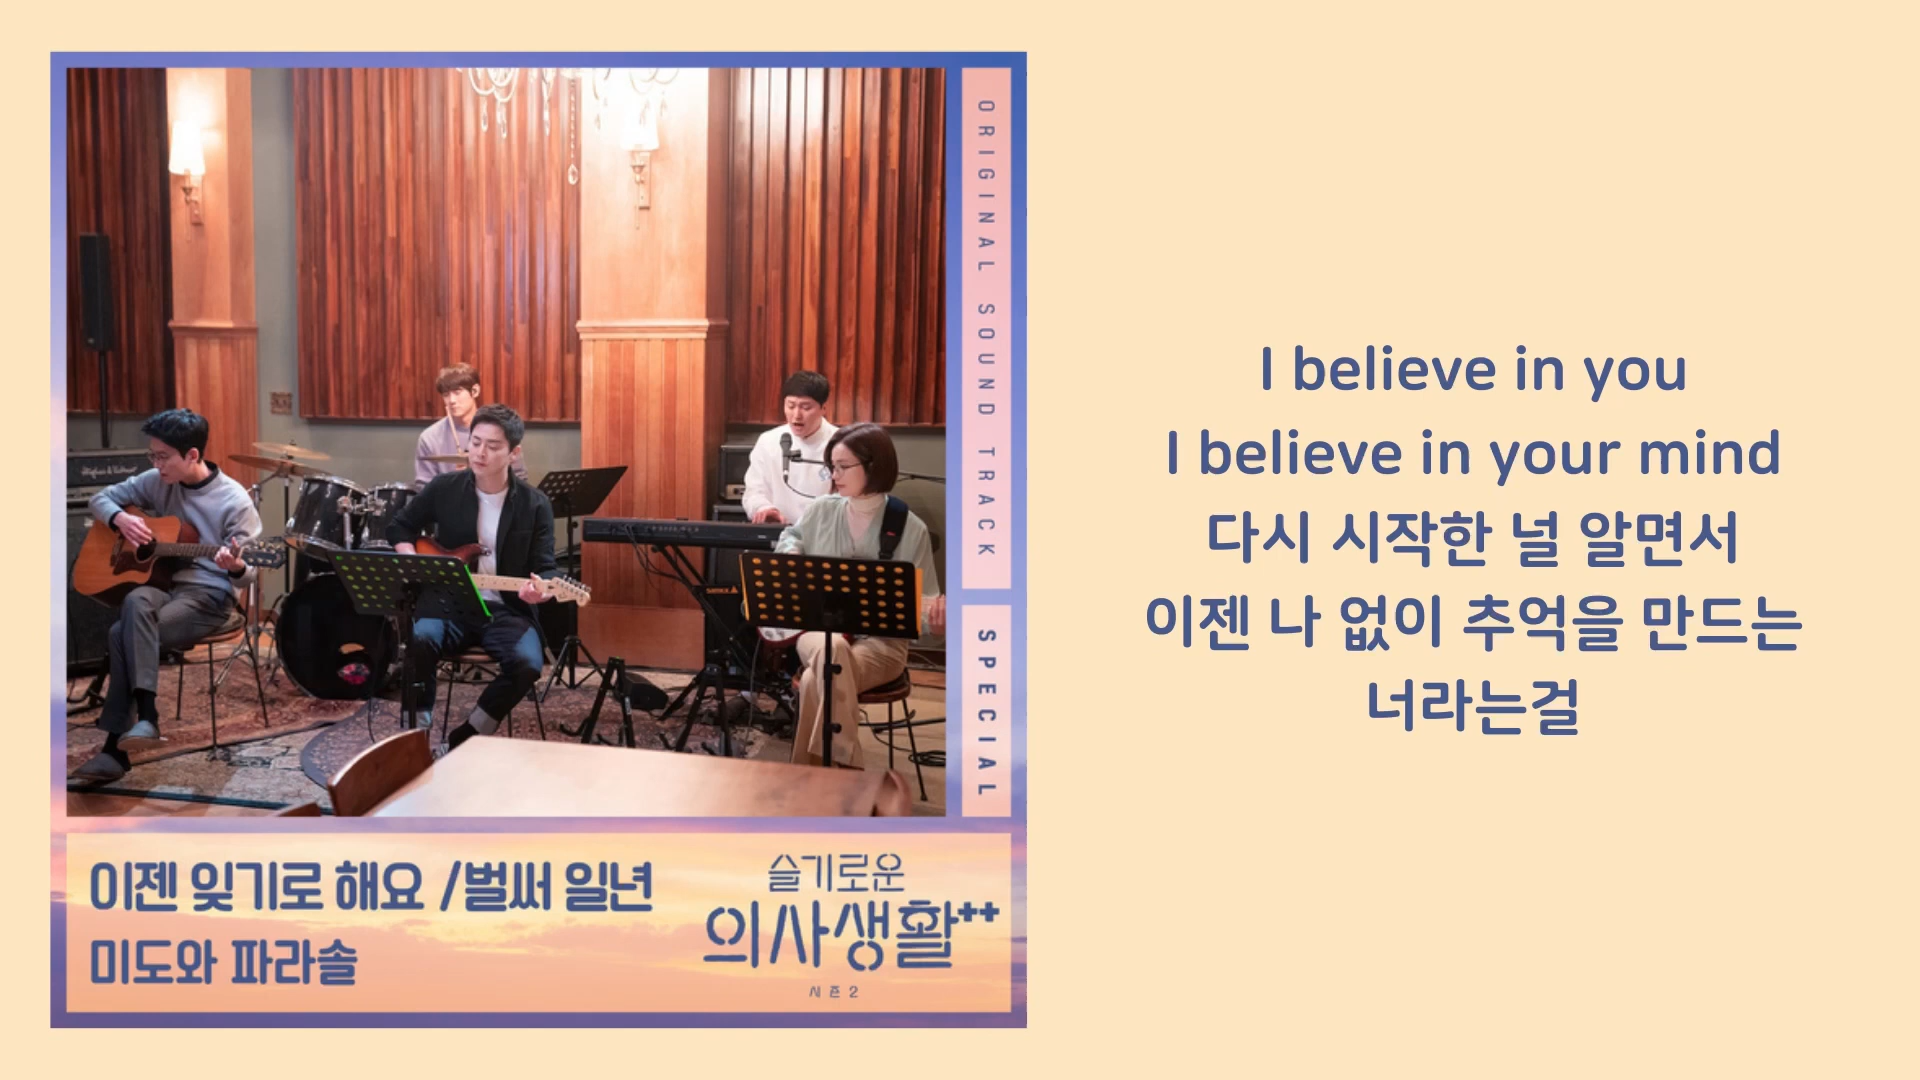 ORIGINAL SOUND TRACK
SPECIAL
이젠 잊기로 해요 /벌써 일년
미도와 파라솔
슬기로운
의사생활++
시즌2
I believe in you
I believe in your mind
다시 시작한 널 알면서
이젠 나 없이 추억을 만드는
너라는걸